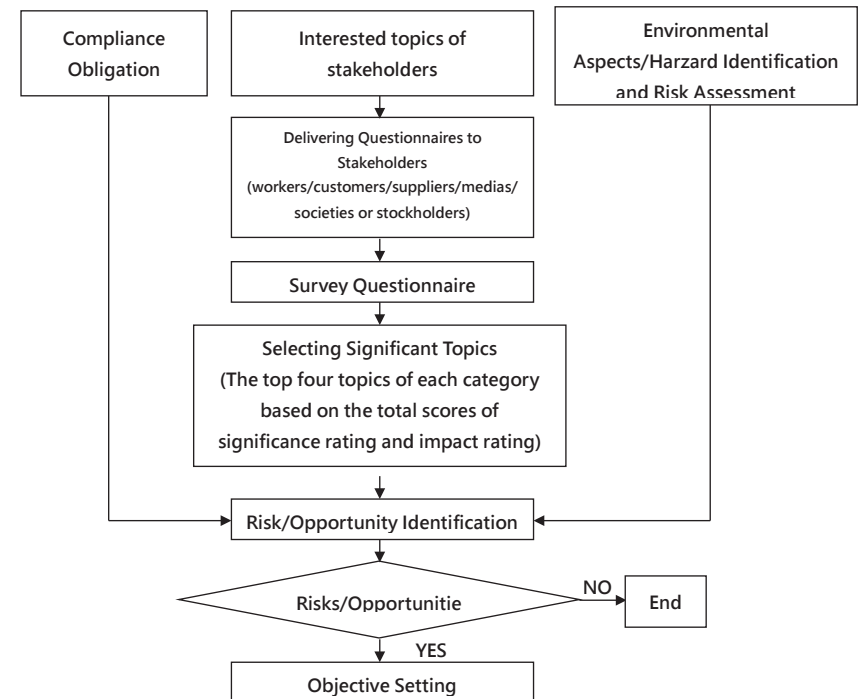 Compliance
Obligation
Interested topics of
stakeholders
Environmental
Aspects/Harzard Identification
and Risk Assessment
Delivering Questionnaires to
Stakeholders
(workers/customers/suppliers/medias/
societies or stockholders)
Survey Questionnaire
Selecting Significant Topics
(The top four topics of each category
based on the total scores of
significance rating and impact rating)
Risk/Opportunity Identification
Risks/Opportunitie
NO
End
YES
Objective Setting